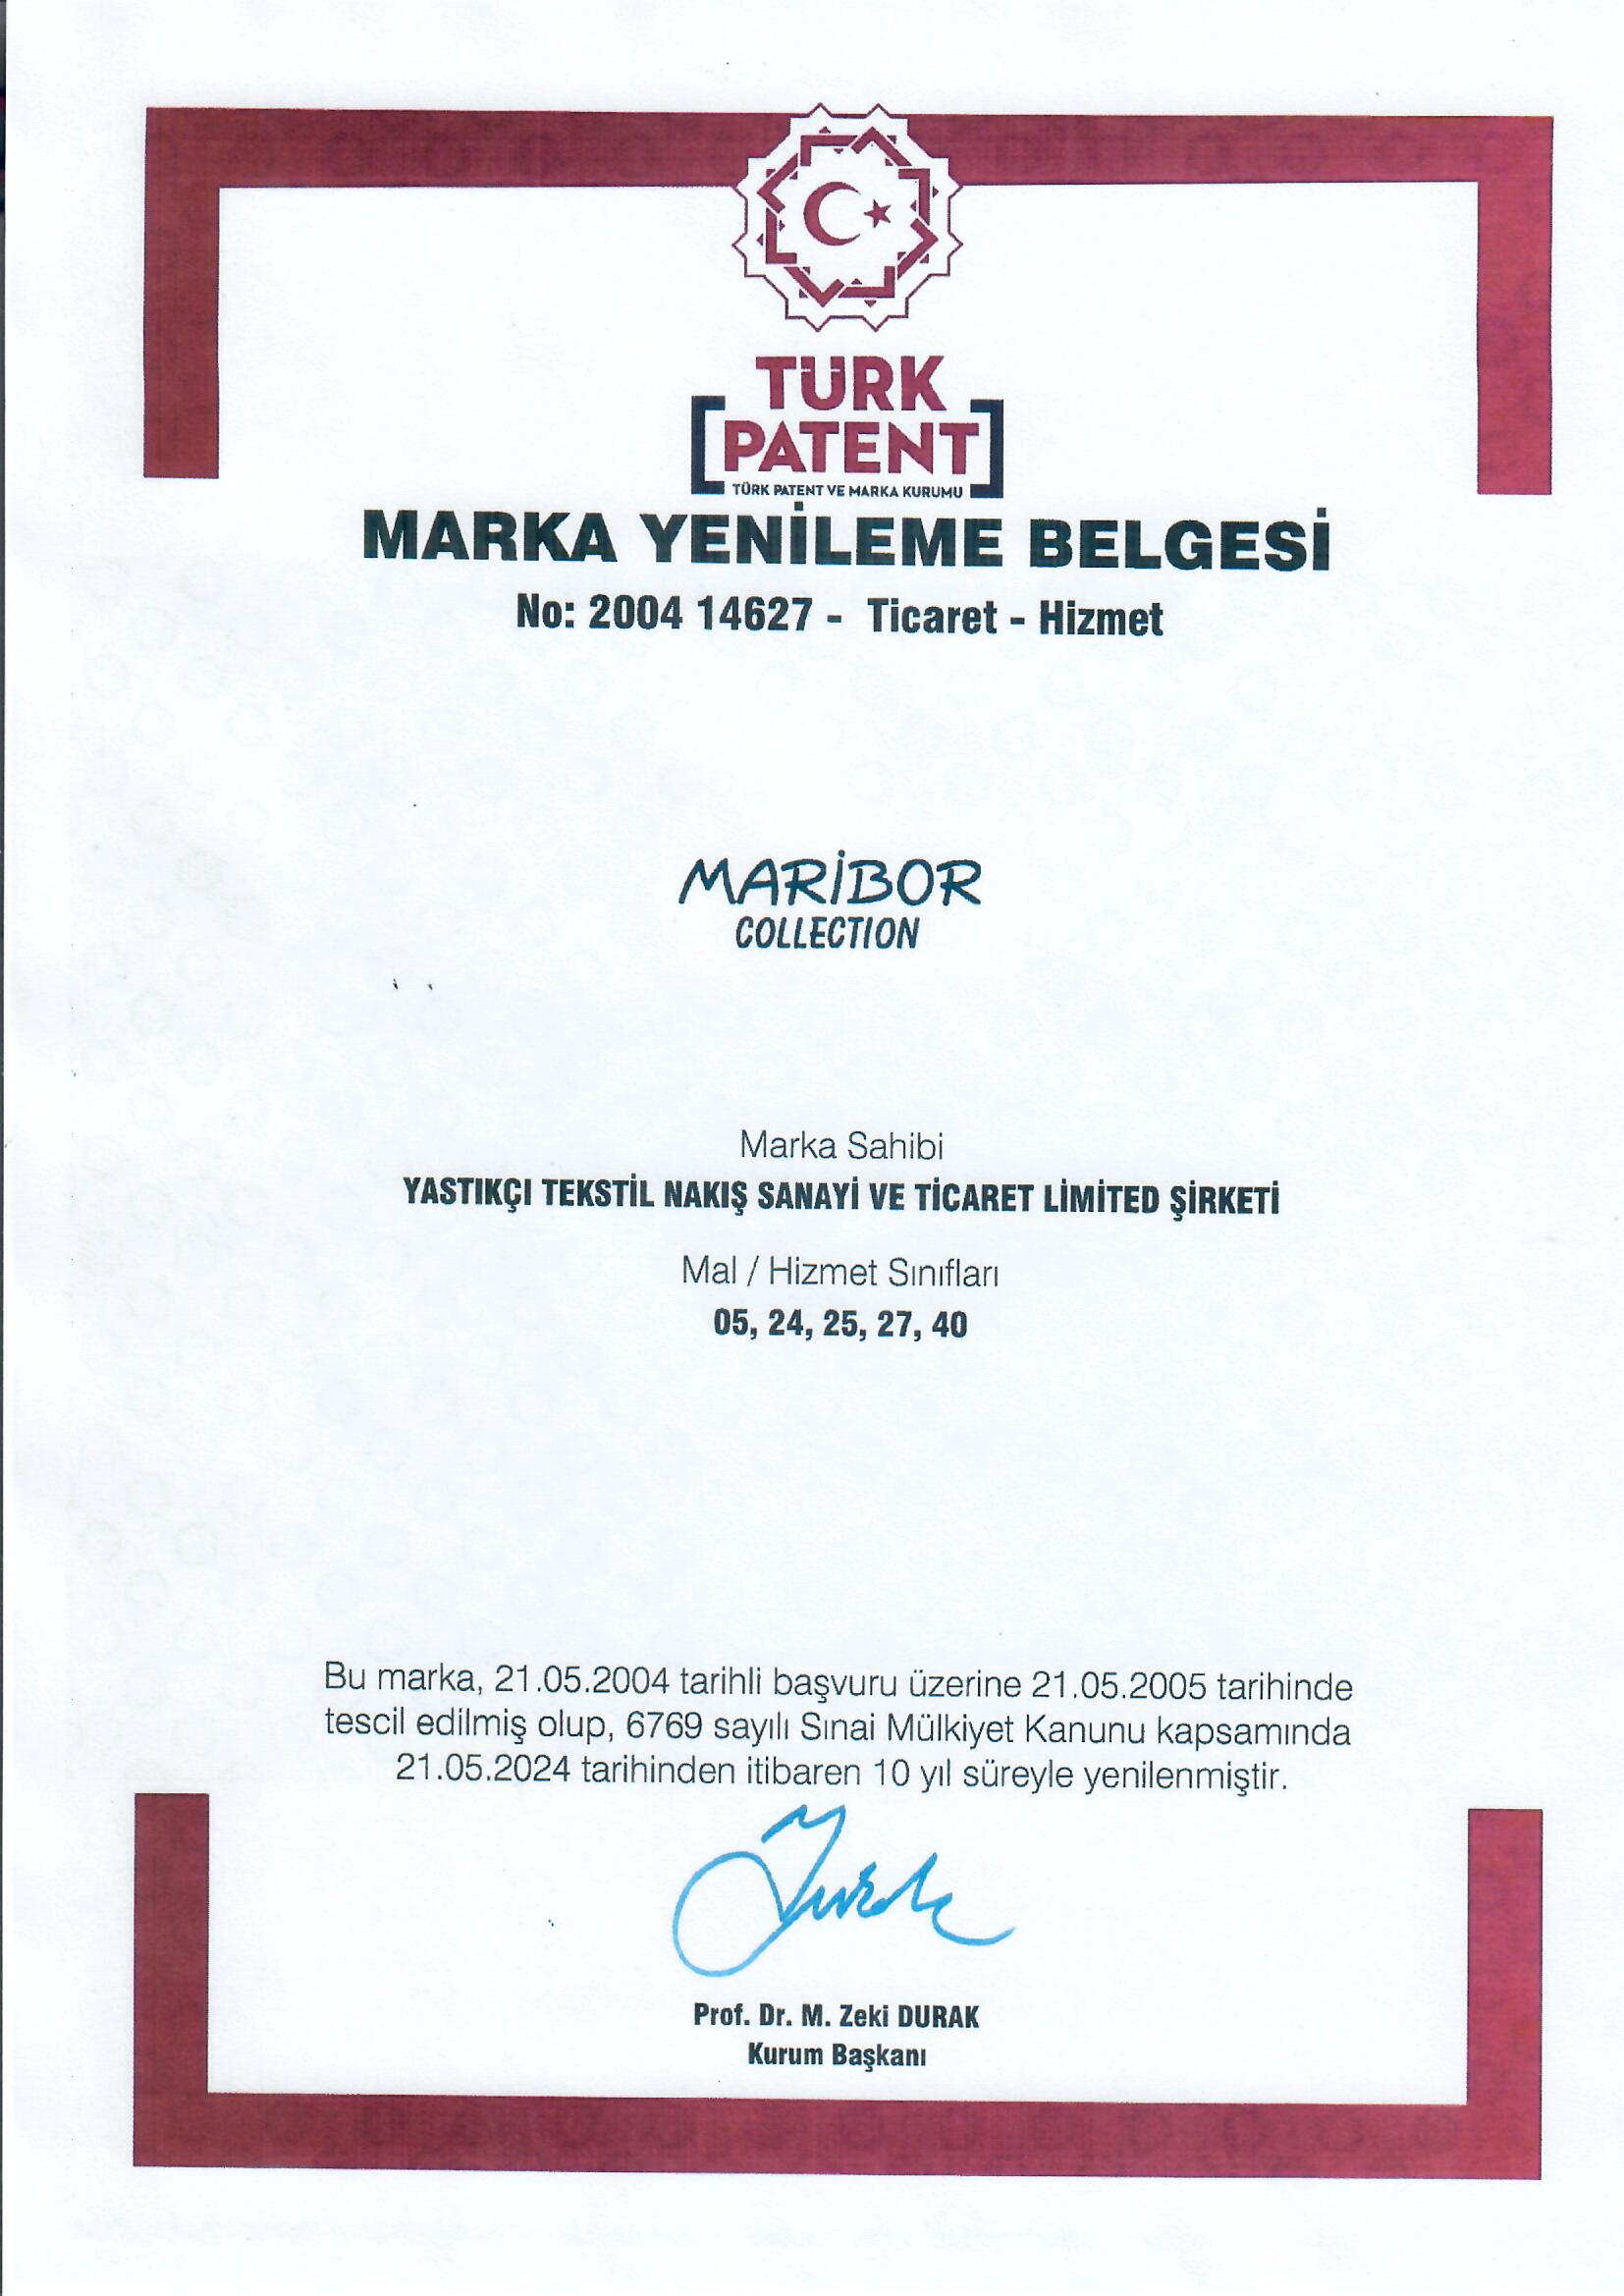 TÜRK
PATENT
TÜRK PATENT VE MARKA KURUMU
MARKA YENİLEME BELGESİ
No: 2004 14627 - Ticaret - Hizmet
MARİBOR
COLLECTION
Marka Sahibi
YASTIKÇI TEKSTİL NAKIŞ SANAYİ VE TİCARET LİMİTED ŞİRKETİ
Mal / Hizmet Sınıfları
05, 24, 25, 27, 40
Bu marka, 21.05.2004 tarihli başvuru üzerine 21.05.2005 tarihinde
tescil edilmiş olup, 6769 sayılı Sınai Mülkiyet Kanunu kapsamında
21.05.2024 tarihinden itibaren 10 yıl süreyle yenilenmiştir.
Prof. Dr. M. Zeki DURAK
Kurum Başkanı